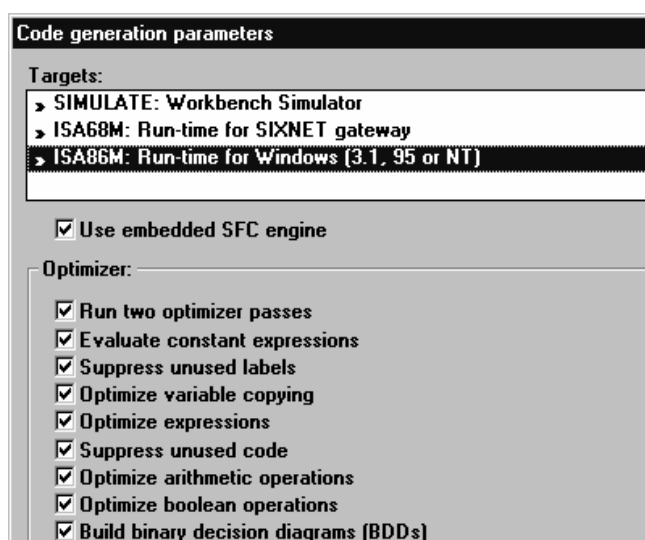 Code generation parameters
Targets:
SIMULATE: Workbench Simulator
ISA68M: Run-time for SIXNET gateway
ISA86M: Run-time for Windows (3.1, 95 or NT)
Use embedded SFC engine
Optimizer:
Run two optimizer passes
Evaluate constant expressions
Suppress unused labels
Optimize variable copying
Optimize expressions
Suppress unused code
Optimize arithmetic operations
Optimize boolean operations
Build binary decision diagrams (BDDs)